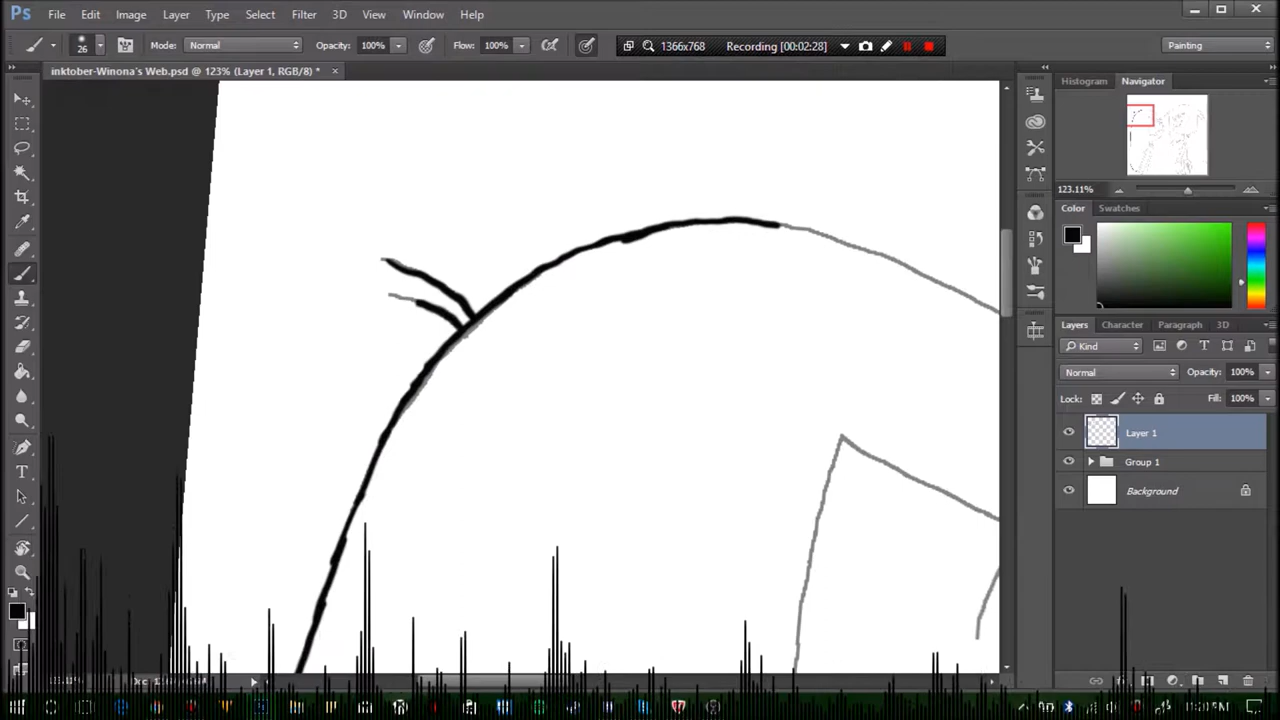 Ps File Edit Image Layer Type Select Filter 3D View Window Help
26 Mode: Normal Opacity: 100% Flow: 100% 1366x768 Recording [00:02:28] Painting
inktober-Winona's Web.psd @ 123% (Layer 1, RGB/8) *
Histogram Navigator
123.11%
Color Swatches
Layers Character Paragraph 3D
Kind
Normal Opacity: 100%
Lock: Fill: 100%
Layer 1
Group 1
Background